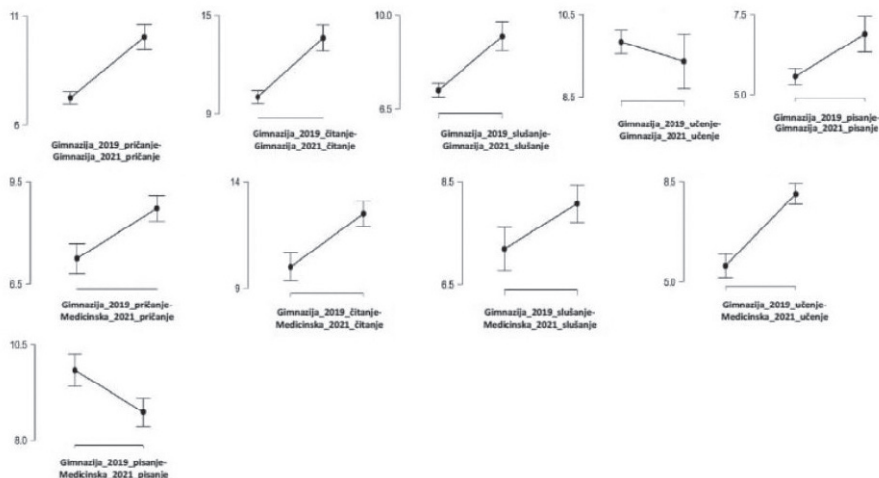 11
6
Gimnazija_2019_pričanje-
Gimnazija_2021_pričanje
15
9
Gimnazija_2019_čitanje-
Gimnazija_2021_čitanje
10.0
6.5
Gimnazija_2019_slušanje-
Gimnazija_2021_slušanje
10.5
8.5
Gimnazija_2019_učenje-
Gimnazija_2021_učenje
7.5
5.0
Gimnazija_2019_pisanje-
Gimnazija_2021_pisanje
9.5
6.5
Gimnazija_2019_pričanje-
Medicinska_2021_pričanje
14
9
Gimnazija_2019_čitanje-
Medicinska_2021_čitanje
8.5
6.5
Gimnazija_2019_slušanje-
Medicinska_2021_slušanje
8.5
5.0
Gimnazija_2019_učenje-
Medicinska_2021_učenje
10.5
8.0
Gimnazija_2019_pisanje-
Medicinska_2021_pisanje